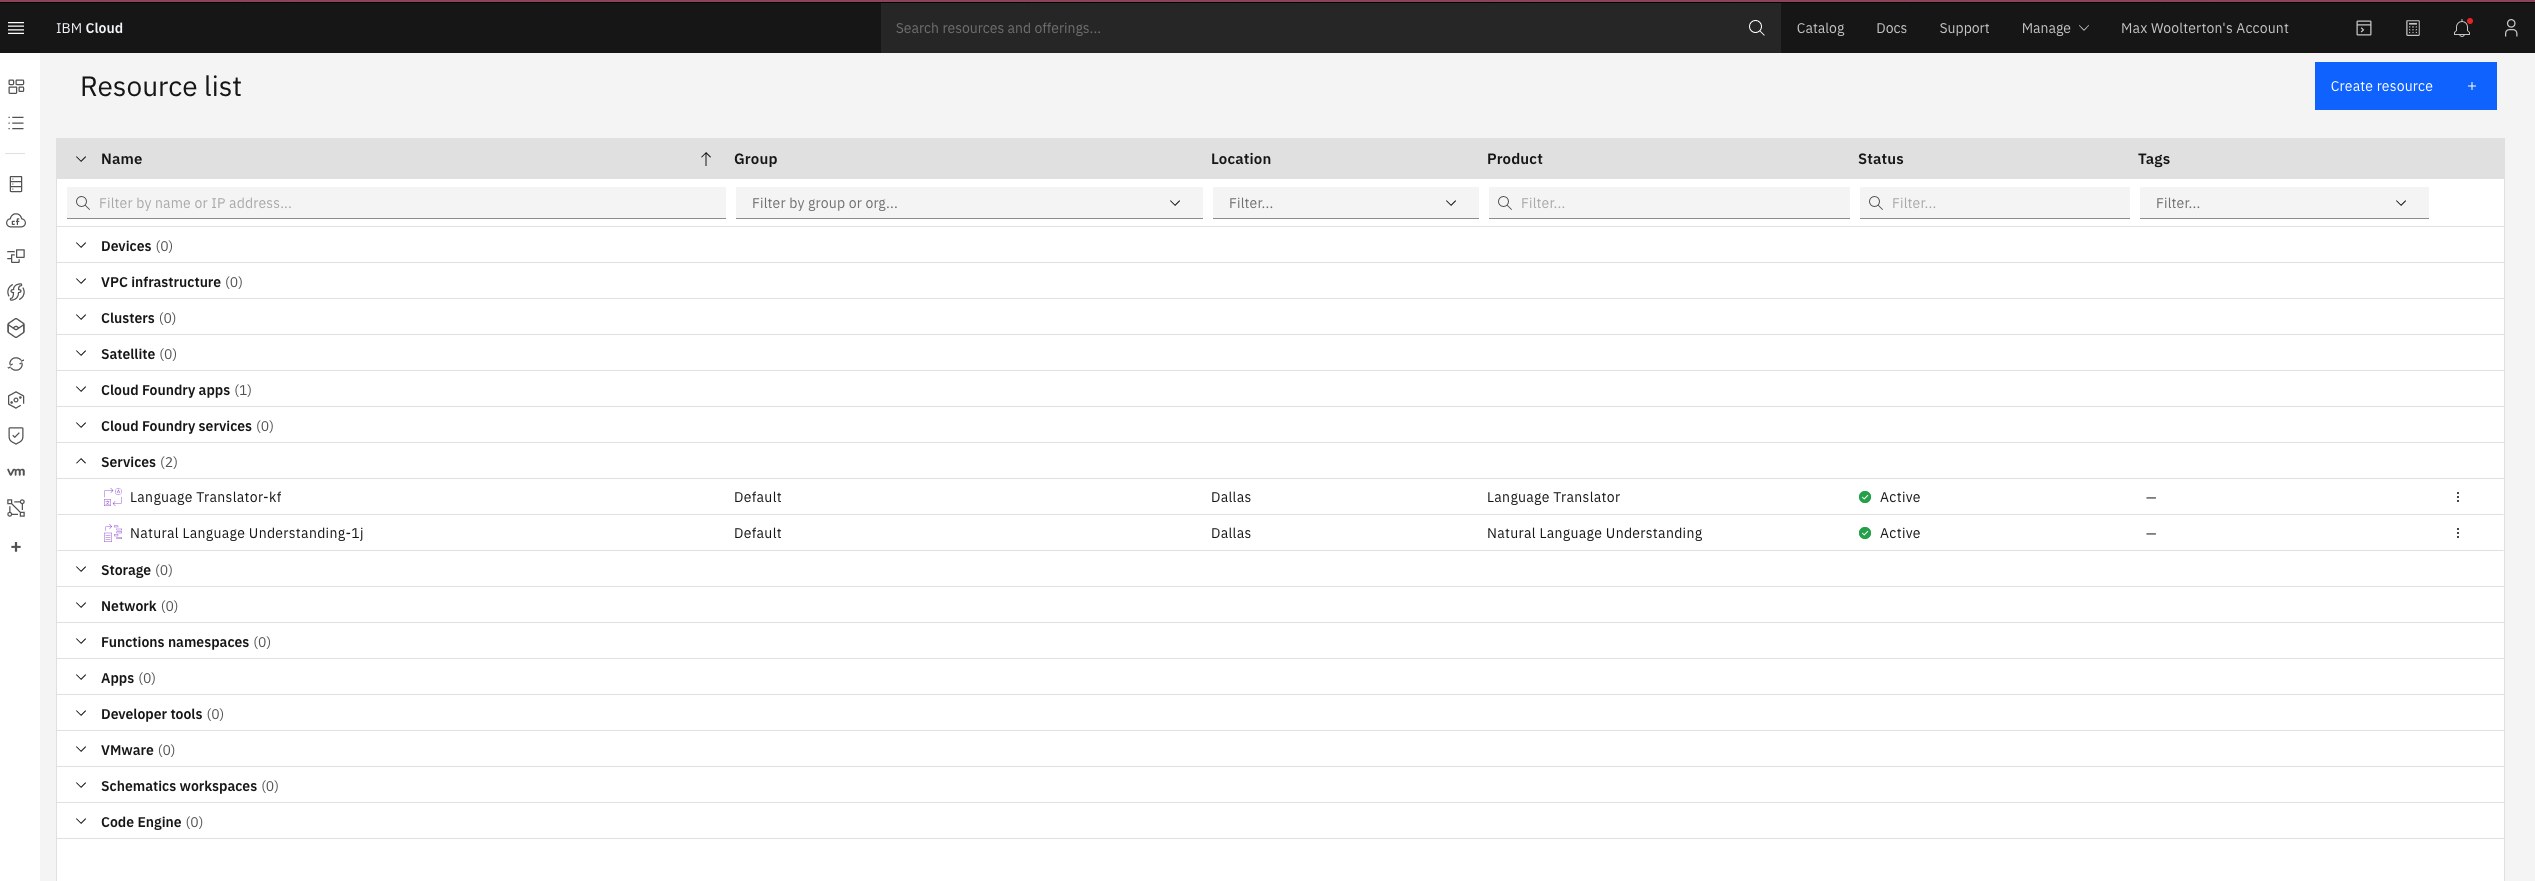 IBM Cloud Search resources and offerings... Catalog Docs Support Manage Max Woolterton's Account
Resource list Create resource +
Name Group Location Product Status Tags
Filter by name or IP address... Filter by group or org... Filter... Filter... Filter... Filter...
Devices (0)
VPC infrastructure (0)
Clusters (0)
Satellite (0)
Cloud Foundry apps (1)
Cloud Foundry services (0)
Services (2)
Language Translator-kf Default Dallas Language Translator Active –
Natural Language Understanding-1j Default Dallas Natural Language Understanding Active –
Storage (0)
Network (0)
Functions namespaces (0)
Apps (0)
Developer tools (0)
VMware (0)
Schematics workspaces (0)
Code Engine (0)
cf
vm